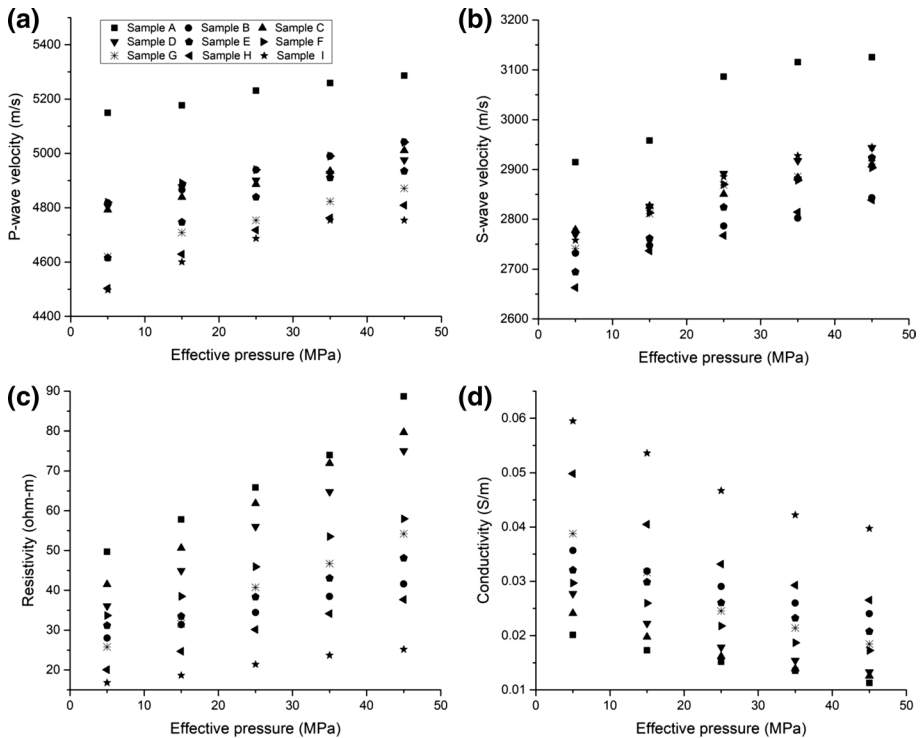 (a)
5400
5200
5000
4800
4600
4400
P-wave velocity (m/s)
Sample A Sample B Sample C
Sample D Sample E Sample F
Sample G Sample H Sample I
0 10 20 30 40 50
Effective pressure (MPa)
(b)
3200
3100
3000
2900
2800
2700
2600
S-wave velocity (m/s)
0 10 20 30 40 50
Effective pressure (MPa)
(c)
90
80
70
60
50
40
30
20
Resistivity (ohm-m)
0 10 20 30 40 50
Effective pressure (MPa)
(d)
0.06
0.05
0.04
0.03
0.02
0.01
Conductivity (S/m)
0 10 20 30 40 50
Effective pressure (MPa)